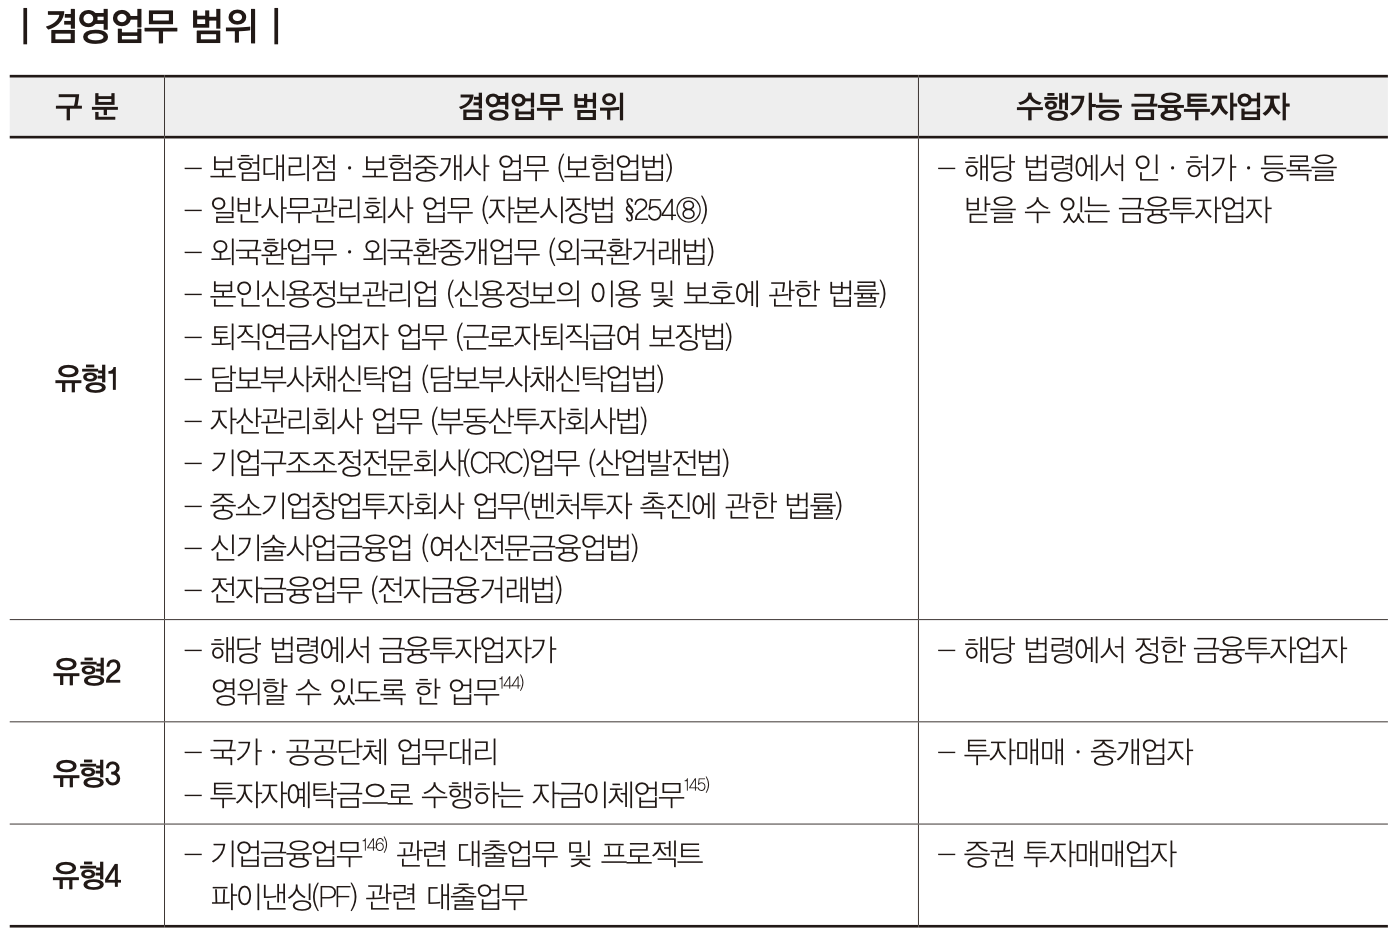 | 겸영업무 범위 |
구 분 겸영업무 범위 수행가능 금융투자업자
유형1
– 보험대리점 · 보험중개사 업무 (보험업법)
– 일반사무관리회사 업무 (자본시장법 §254⑧)
– 외국환업무 · 외국환중개업무 (외국환거래법)
– 본인신용정보관리업 (신용정보의 이용 및 보호에 관한 법률)
– 퇴직연금사업자 업무 (근로자퇴직급여 보장법)
– 담보부사채신탁업 (담보부사채신탁업법)
– 자산관리회사 업무 (부동산투자회사법)
– 기업구조조정전문회사(CRC)업무 (산업발전법)
– 중소기업창업투자회사 업무(벤처투자 촉진에 관한 법률)
– 신기술사업금융업 (여신전문금융업법)
– 전자금융업무 (전자금융거래법)
– 해당 법령에서 인 · 허가 · 등록을
받을 수 있는 금융투자업자
유형2
– 해당 법령에서 금융투자업자가
영위할 수 있도록 한 업무144)
– 해당 법령에서 정한 금융투자업자
유형3
– 국가 · 공공단체 업무대리
– 투자자예탁금으로 수행하는 자금이체업무145)
– 투자매매 · 중개업자
유형4
– 기업금융업무146) 관련 대출업무 및 프로젝트
파이낸싱(PF) 관련 대출업무
– 증권 투자매매업자